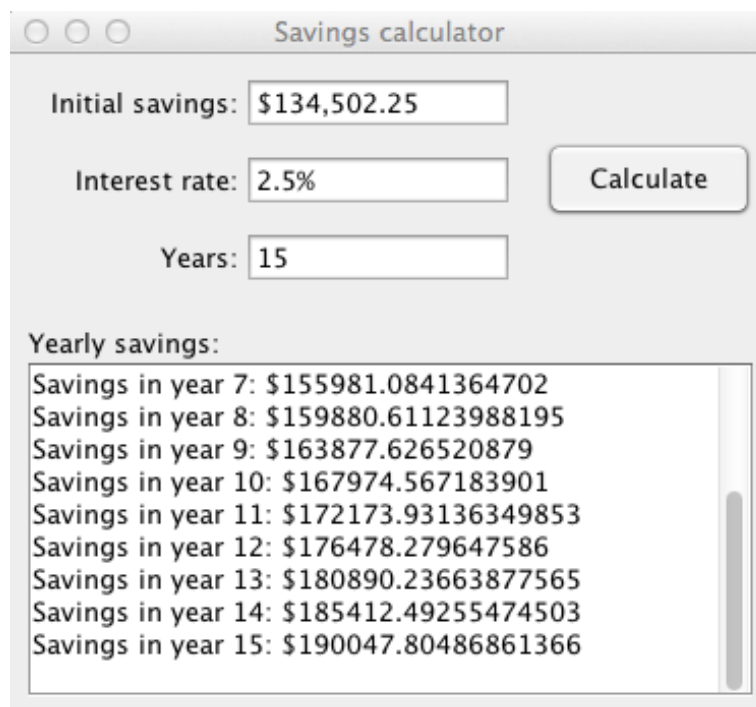 Savings calculator
Initial savings: $134,502.25
Interest rate: 2.5%
Calculate
Years: 15
Yearly savings:
Savings in year 7: $155981.0841364702
Savings in year 8: $159880.61123988195
Savings in year 9: $163877.626520879
Savings in year 10: $167974.567183901
Savings in year 11: $172173.93136349853
Savings in year 12: $176478.279647586
Savings in year 13: $180890.23663877565
Savings in year 14: $185412.49255474503
Savings in year 15: $190047.80486861366